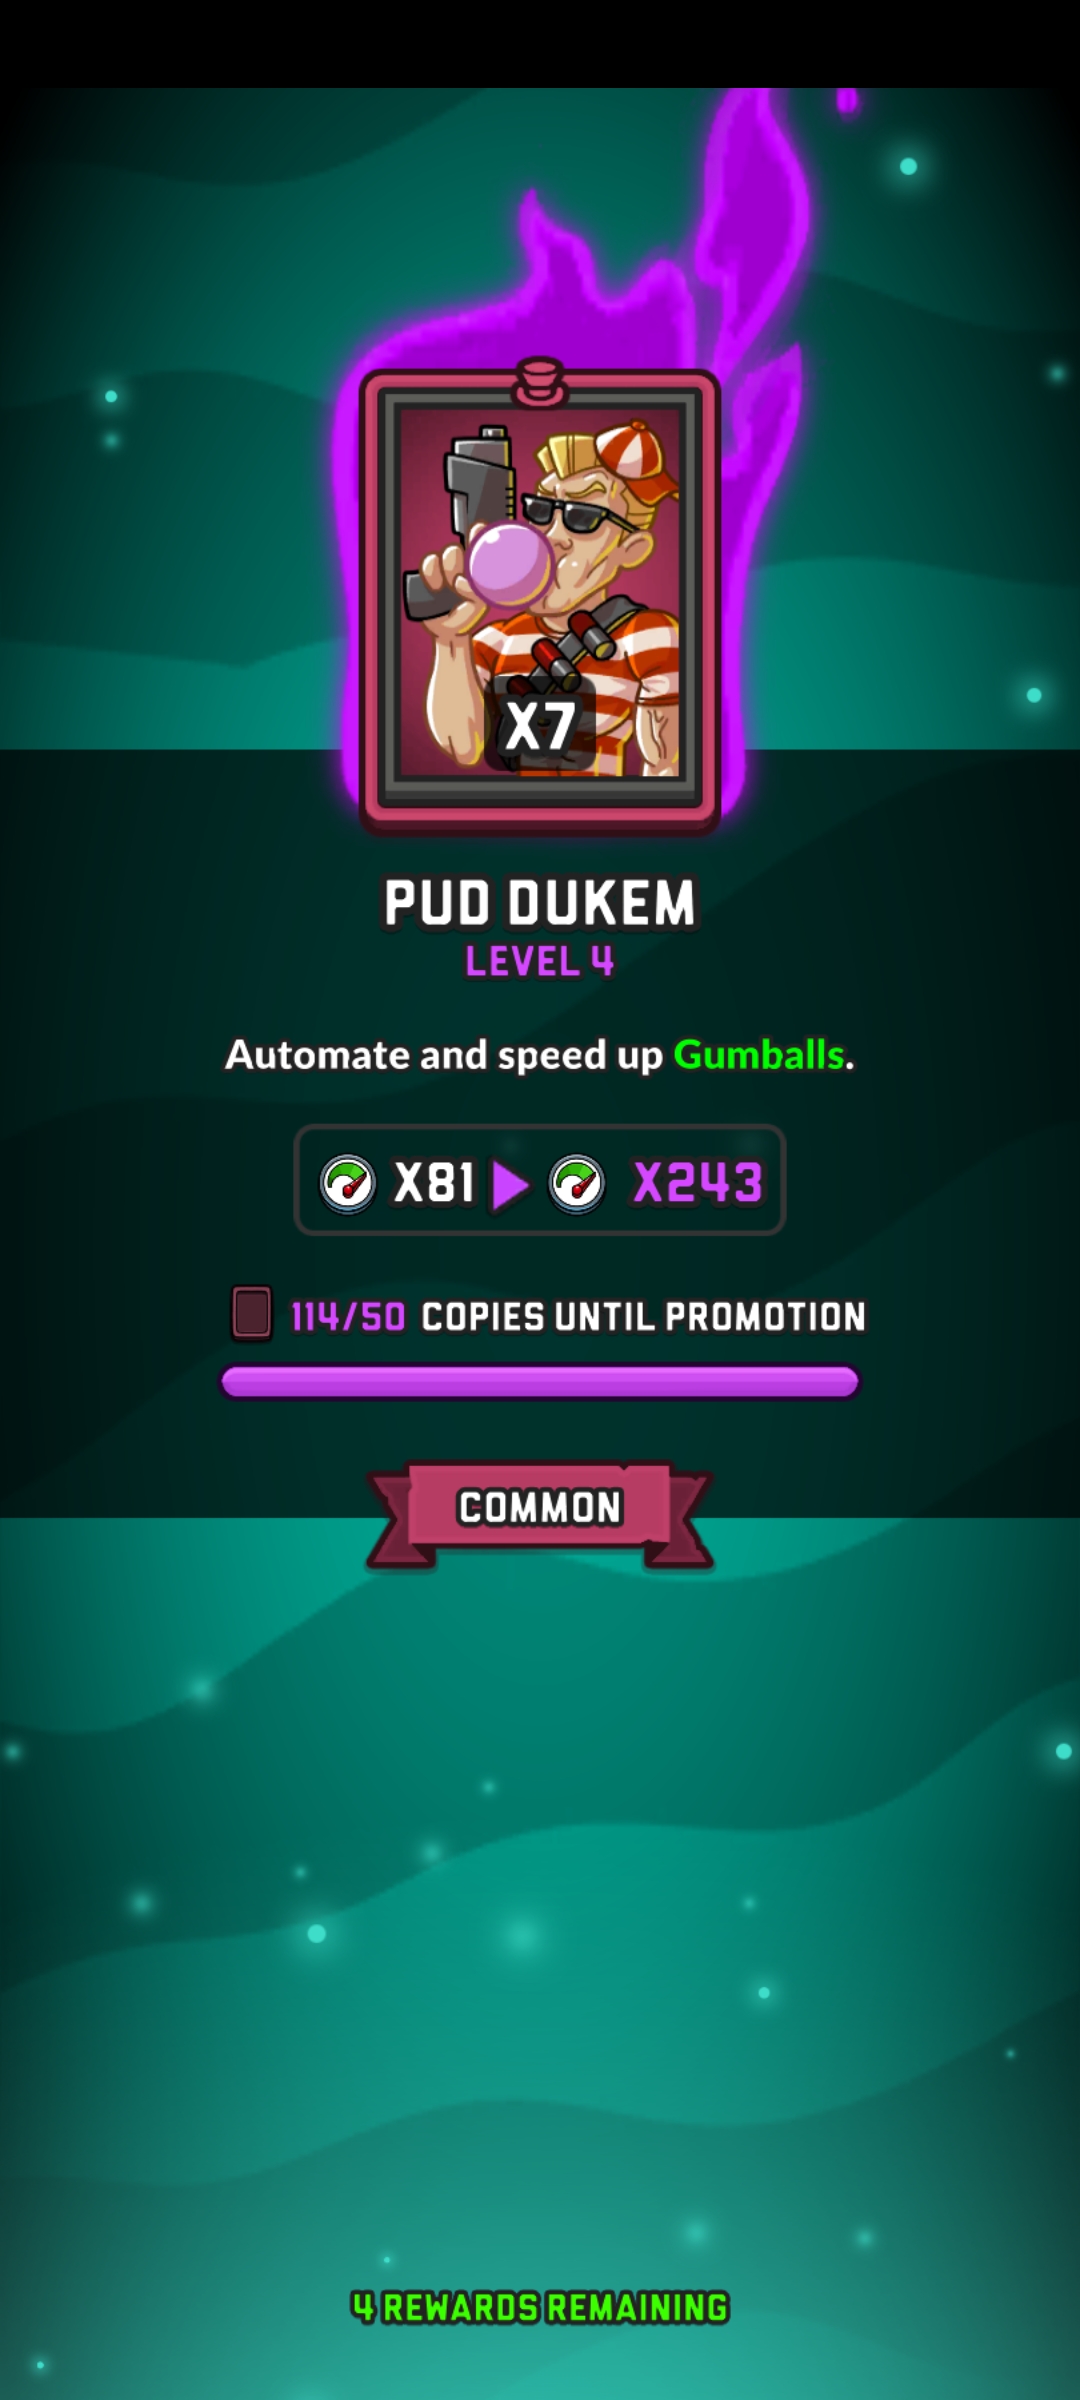 X7
PUD DUKEM
LEVEL 4
Automate and speed up Gumballs.
X81 X243
114/50 COPIES UNTIL PROMOTION
COMMON
4 REWARDS REMAINING